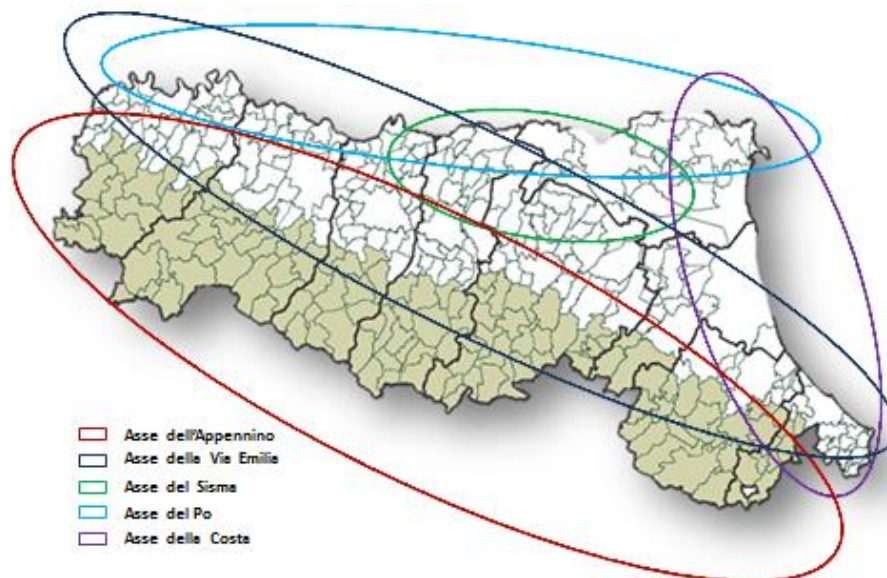 Asse dell'Appennino
Asse della Via Emilia
Asse del Sisma
Asse del Po
Asse della Costa